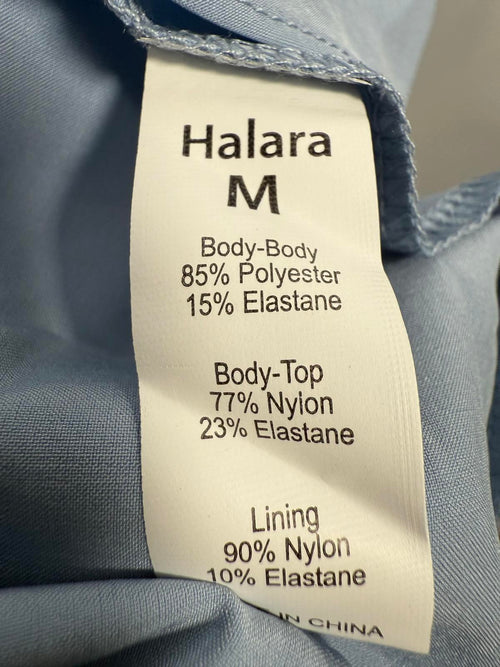 Halara
M
Body-Body
85% Polyester
15% Elastane
Body-Top
77% Nylon
23% Elastane
Lining
90% Nylon
10% Elastane
IN CHINA